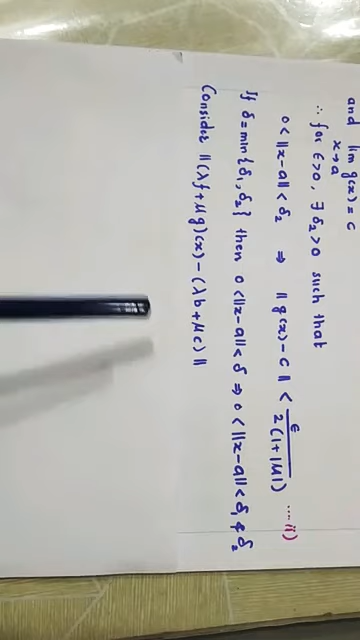 and lim g(x) = c
x→a
∴ for ε>0, ∃ δ₂>0 such that
0 < ||x-a|| < δ₂ ⇒ ||g(x)-c|| < ε/2(1+|μ|) ....ii)
If δ = min{δ₁,δ₂} then 0<||x-a||<δ ⇒ 0<||x-a||<δ₁ & δ₂
Consider ||(λf+μg)(x)-(λb+μc)||